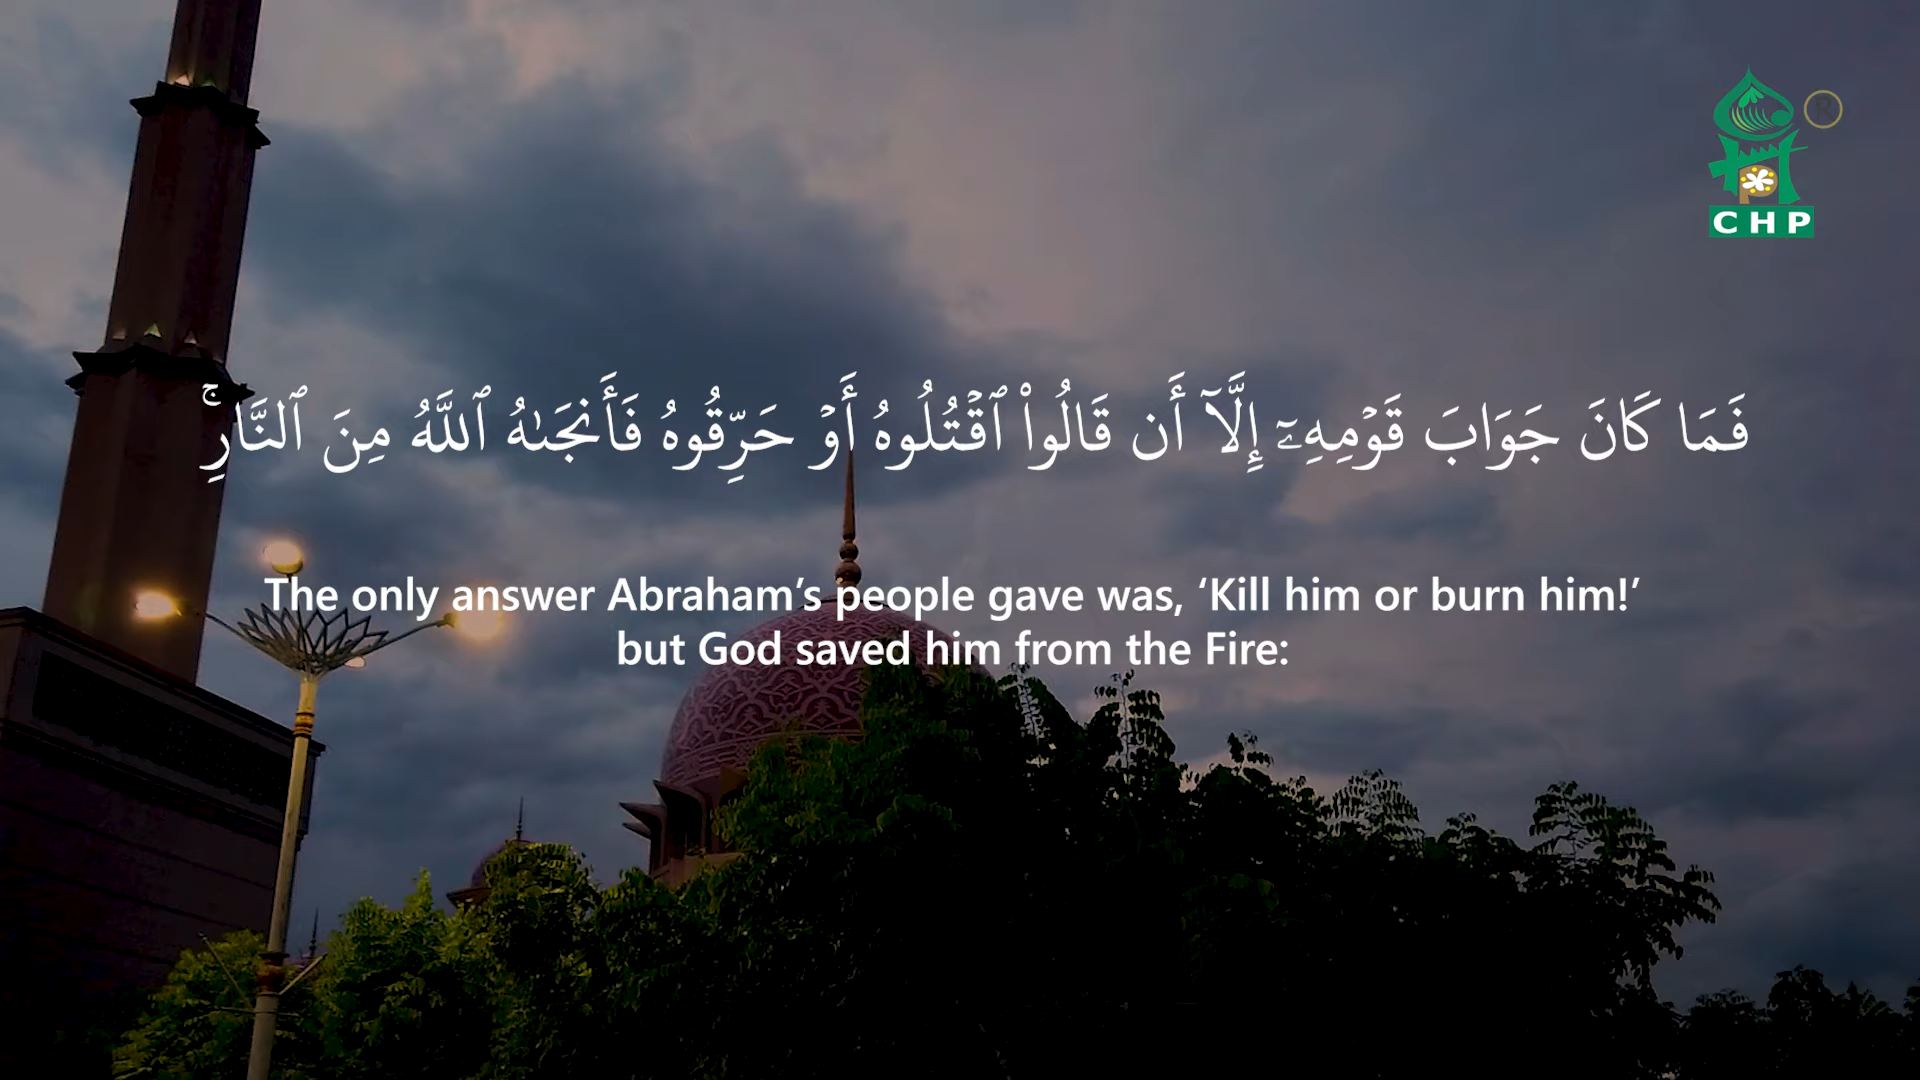 CHP
®
فَمَا كَانَ جَوَابَ قَوْمِهِۦٓ إِلَّآ أَن قَالُوا۟ ٱقْتُلُوهُ أَوْ حَرِّقُوهُ فَأَنجَىٰهُ ٱللَّهُ مِنَ ٱلنَّارِ ۚ
The only answer Abraham’s people gave was, ‘Kill him or burn him!’
but God saved him from the Fire: